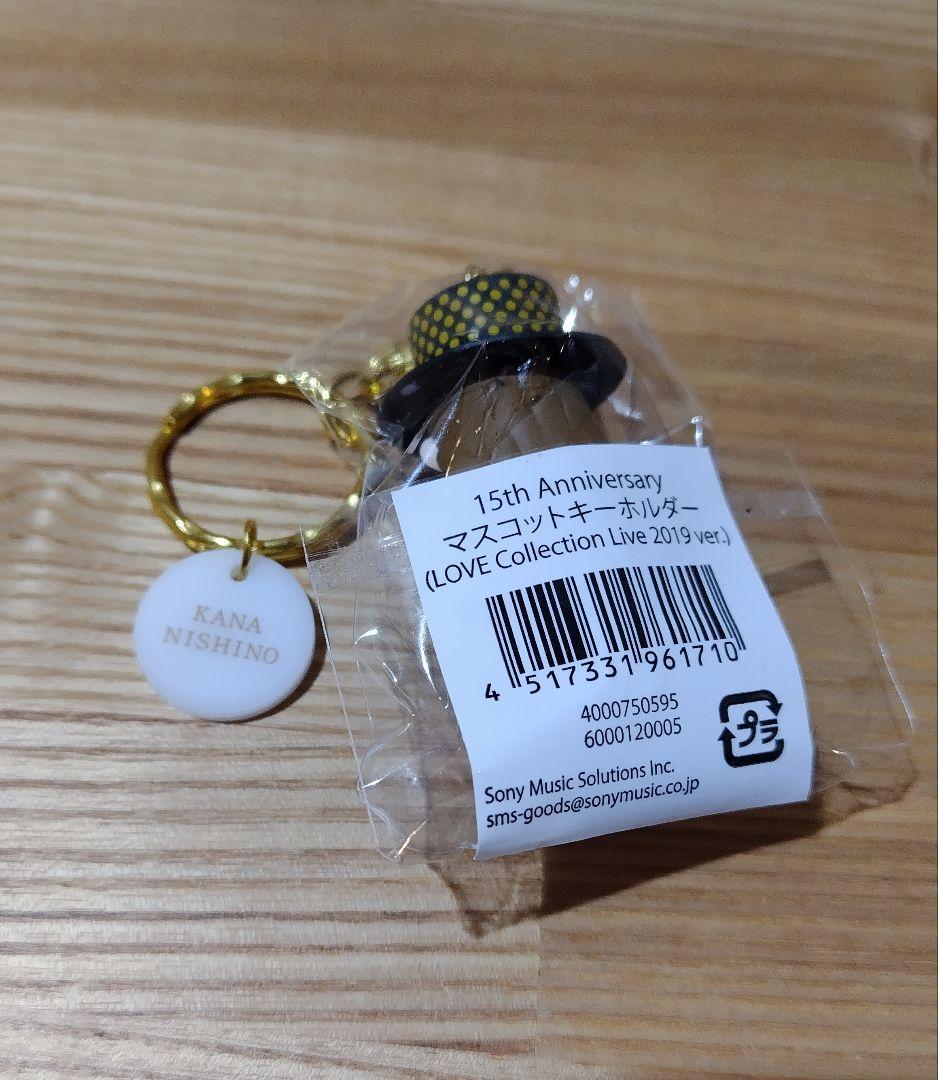 15th Anniversary
マスコットキーホルダー
(LOVE Collection Live 2019 ver.)
4 517331 961710
4000750595
6000120005
プラ
Sony Music Solutions Inc.
sms-goods@sonymusic.co.jp
KANA
NISHINO